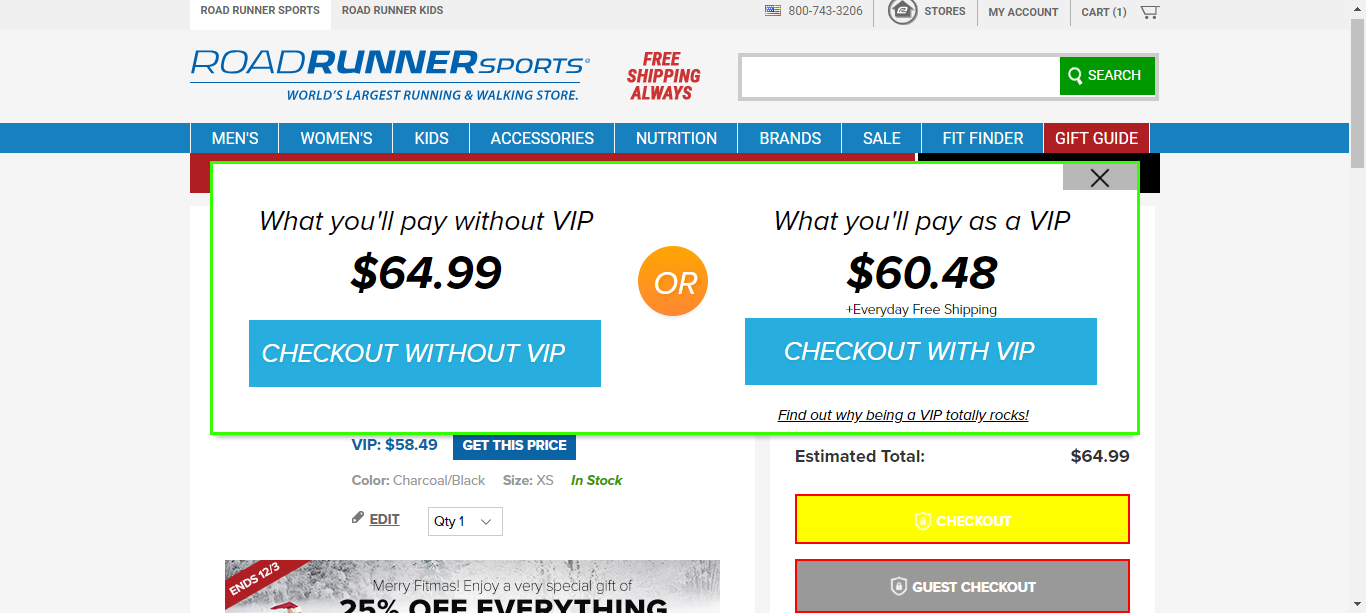 ROAD RUNNER SPORTS ROAD RUNNER KIDS 800-743-3206 STORES MY ACCOUNT CART (1)
ROADRUNNERSPORTS
WORLD'S LARGEST RUNNING & WALKING STORE.
FREE
SHIPPING
ALWAYS
SEARCH
MEN'S WOMEN'S KIDS ACCESSORIES NUTRITION BRANDS SALE FIT FINDER GIFT GUIDE
What you'll pay without VIP
$64.99
CHECKOUT WITHOUT VIP
OR
What you'll pay as a VIP
$60.48
+Everyday Free Shipping
CHECKOUT WITH VIP
Find out why being a VIP totally rocks!
VIP: $58.49 GET THIS PRICE
Color: Charcoal/Black Size: XS In Stock
EDIT Qty 1
ENDS 12/3
Merry Fitmas! Enjoy a very special gift of
25% OFF EVERYTHING
Estimated Total: $64.99
CHECKOUT
GUEST CHECKOUT